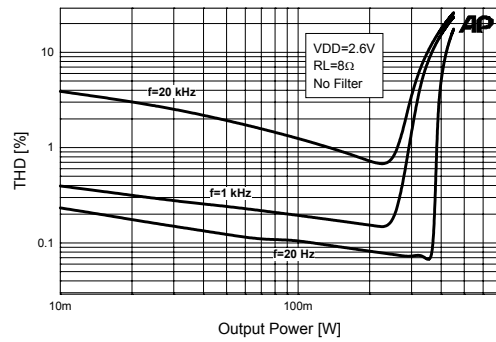 10
1
0.1
THD [%]
VDD=2.6V
RL=8Ω
No Filter
AP
f=20 kHz
f=1 kHz
f=20 Hz
10m
100m
Output Power [W]